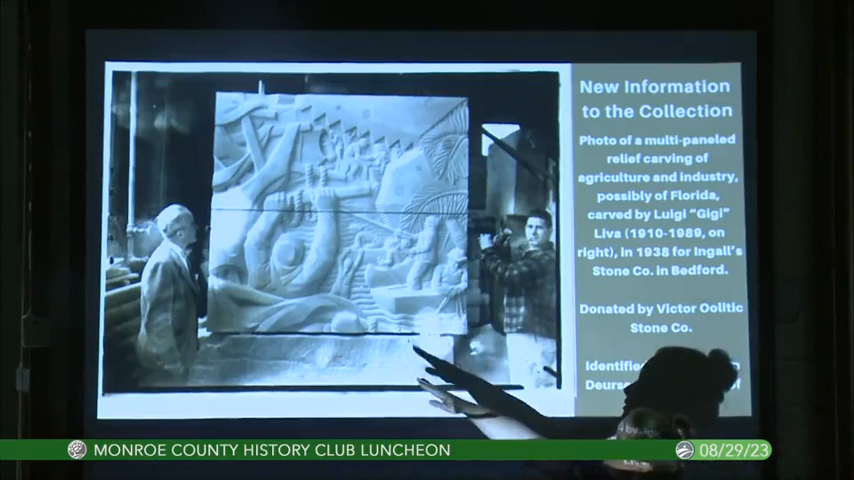 New Information
to the Collection
Photo of a multi-paneled
relief carving of
agriculture and industry,
possibly of Florida,
carved by Luigi "Gigi"
Liva (1910-1989, on
right), in 1938 for Ingall's
Stone Co. in Bedford.
Donated by Victor Oolitic
Stone Co.
MONROE COUNTY HISTORY CLUB LUNCHEON
08/29/23